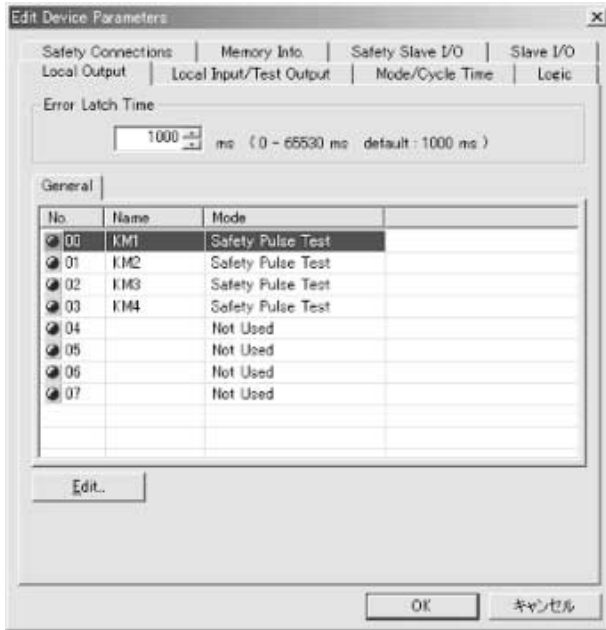 Edit Device Parameters
Safety Connections Memory Info. Safety Slave I/O Slave I/O
Local Output Local Input/Test Output Mode/Cycle Time Logic
Error Latch Time
1000 ms ( 0 - 65530 ms default : 1000 ms )
General
No. Name Mode
00 KM1 Safety Pulse Test
01 KM2 Safety Pulse Test
02 KM3 Safety Pulse Test
03 KM4 Safety Pulse Test
04 Not Used
05 Not Used
06 Not Used
07 Not Used
Edit..
OK キャンセル